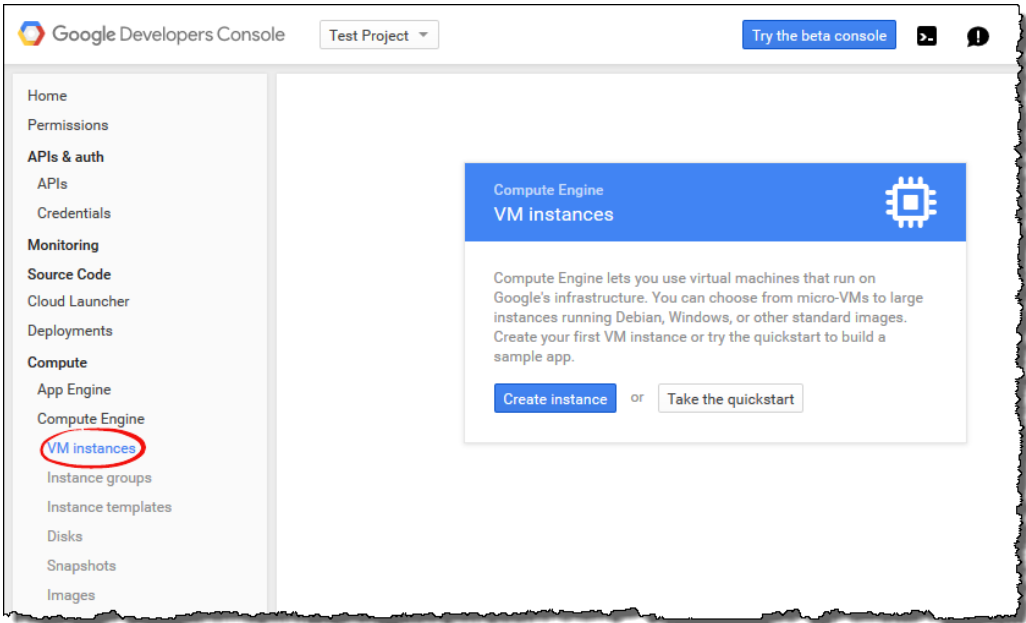 Google Developers Console
Test Project
Try the beta console
Home
Permissions
APIs & auth
APIs
Credentials
Monitoring
Source Code
Cloud Launcher
Deployments
Compute
App Engine
Compute Engine
VM instances
Instance groups
Instance templates
Disks
Snapshots
Images
Compute Engine
VM instances
Compute Engine lets you use virtual machines that run on
Google's infrastructure. You can choose from micro-VMs to large
instances running Debian, Windows, or other standard images.
Create your first VM instance or try the quickstart to build a
sample app.
Create instance or Take the quickstart